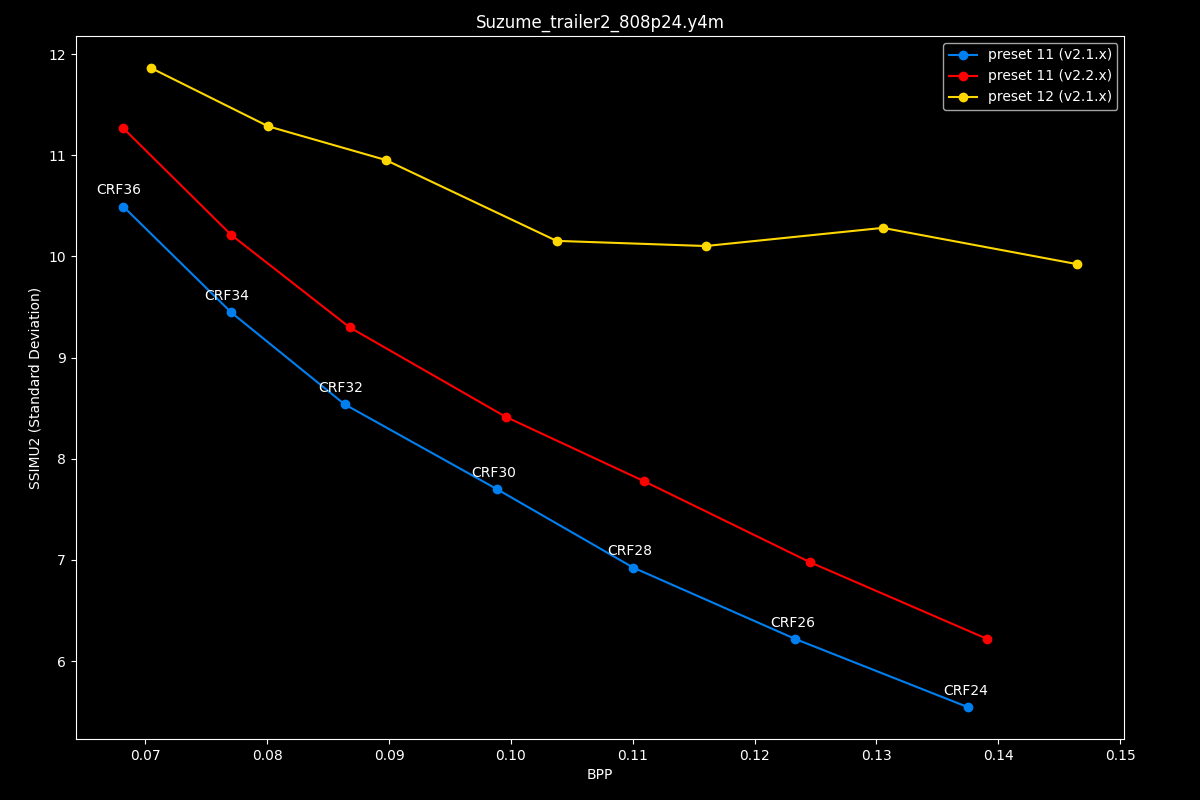 Suzume_trailer2_808p24.y4m
preset 11 (v2.1.x)
preset 11 (v2.2.x)
preset 12 (v2.1.x)
12
11
10
9
8
7
6
SSIMU2 (Standard Deviation)
CRF36
CRF34
CRF32
CRF30
CRF28
CRF26
CRF24
0.07 0.08 0.09 0.10 0.11 0.12 0.13 0.14 0.15
BPP